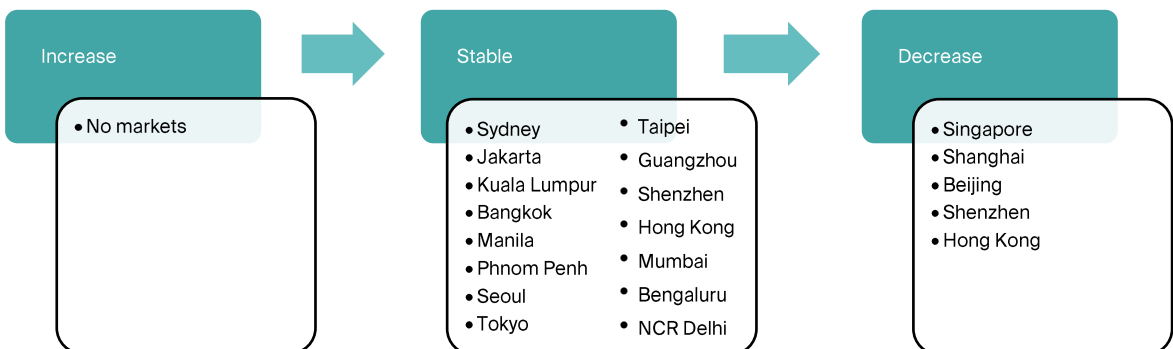 Increase
• No markets
Stable
• Sydney
• Jakarta
• Kuala Lumpur
• Bangkok
• Manila
• Phnom Penh
• Seoul
• Tokyo
• Taipei
• Guangzhou
• Shenzhen
• Hong Kong
• Mumbai
• Bengaluru
• NCR Delhi
Decrease
• Singapore
• Shanghai
• Beijing
• Shenzhen
• Hong Kong